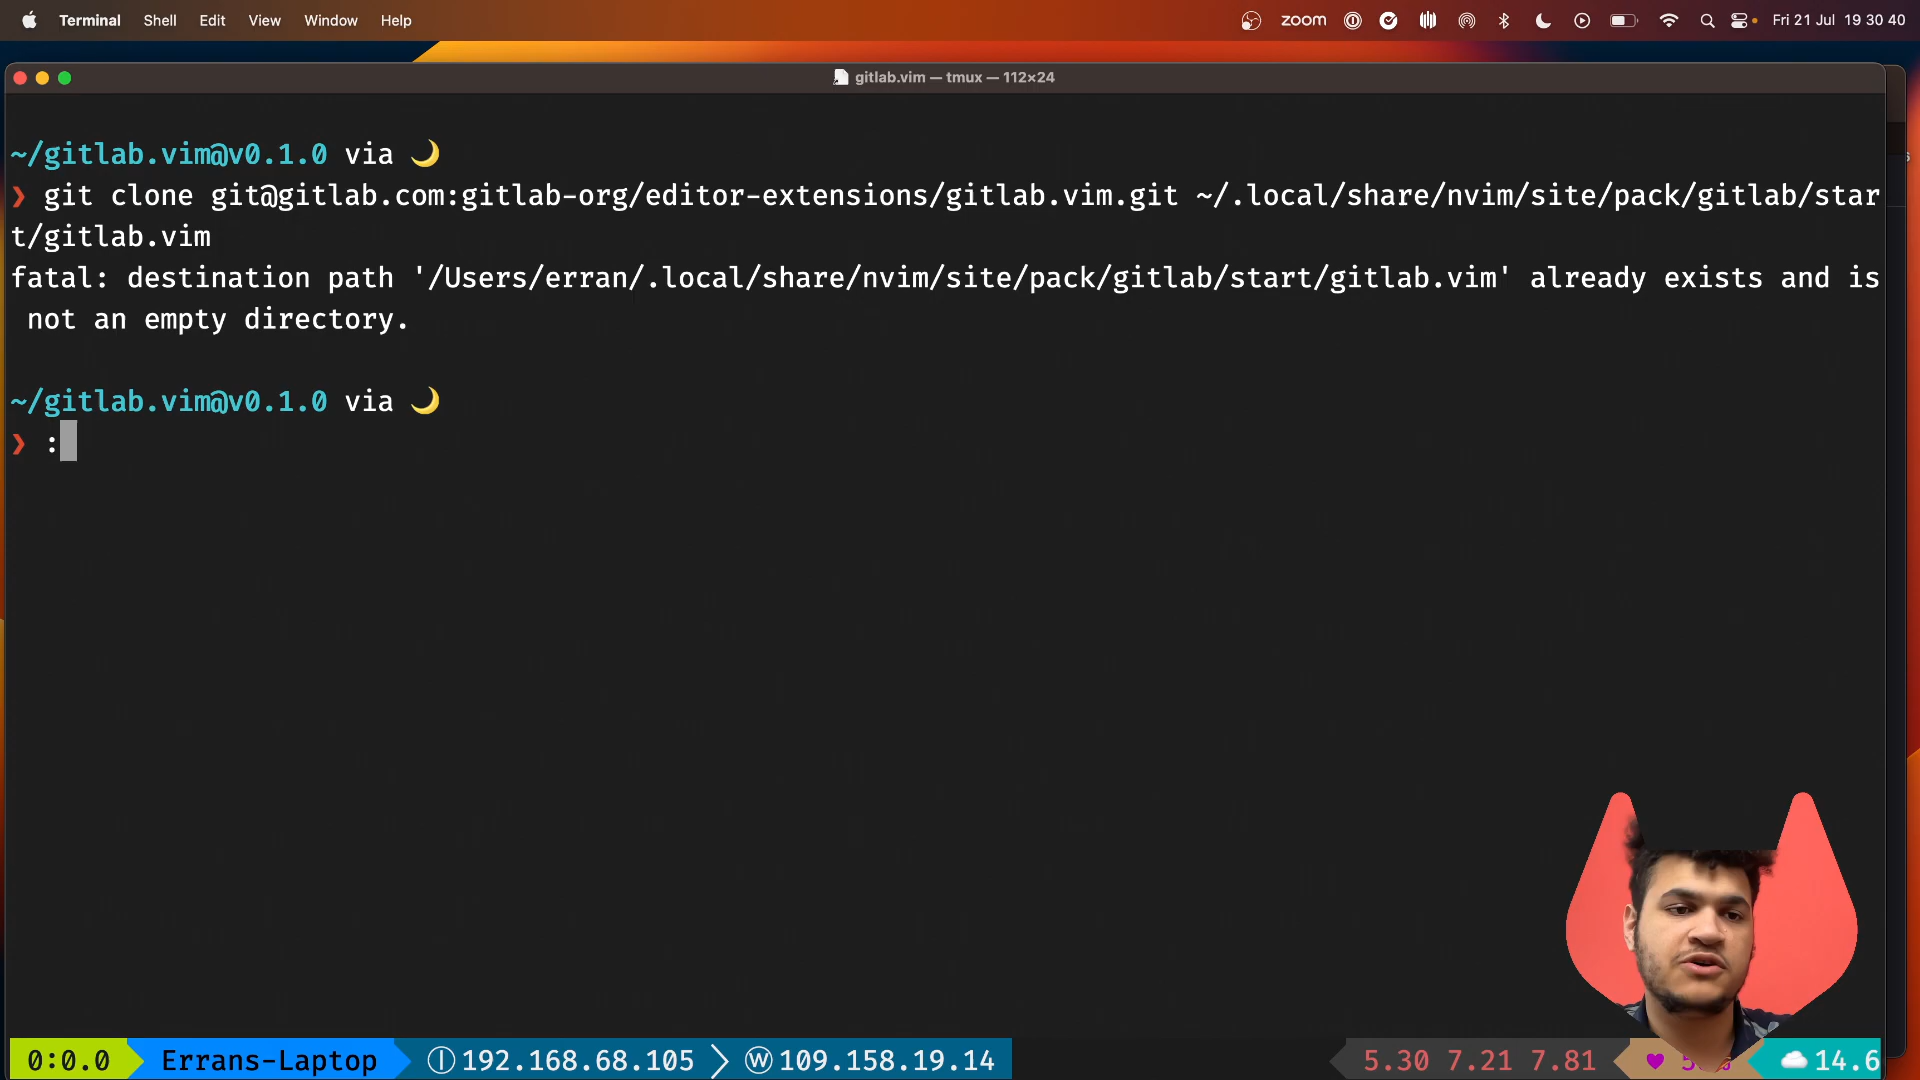 Terminal Shell Edit View Window Help zoom Fri 21 Jul 19 30 40
gitlab.vim — tmux — 112×24
~/gitlab.vim@v0.1.0 via 🌙
❯ git clone git@gitlab.com:gitlab-org/editor-extensions/gitlab.vim.git ~/.local/share/nvim/site/pack/gitlab/star
t/gitlab.vim
fatal: destination path '/Users/erran/.local/share/nvim/site/pack/gitlab/start/gitlab.vim' already exists and is
not an empty directory.
~/gitlab.vim@v0.1.0 via 🌙
❯ :
0:0.0 Errans-Laptop Ⓘ 192.168.68.105 Ⓦ 109.158.19.14 5.30 7.21 7.81 ♥ 14.6